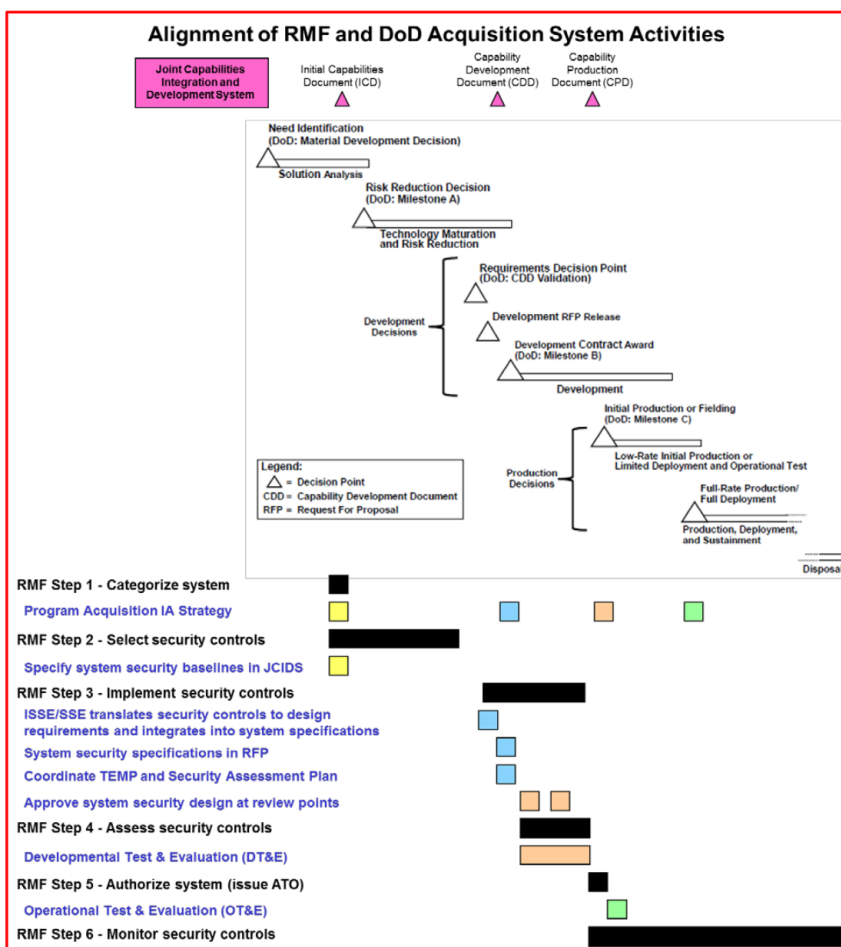 Alignment of RMF and DoD Acquisition System Activities
Joint Capabilities
Integration and
Development System
Initial Capabilities
Document (ICD)
Capability
Development
Document (CDD)
Capability
Production
Document (CPD)
Need Identification
(DoD: Material Development Decision)
Solution Analysis
Risk Reduction Decision
(DoD: Milestone A)
Technology Maturation
and Risk Reduction
Requirements Decision Point
(DoD: CDD Validation)
Development RFP Release
Development
Decisions
Development Contract Award
(DoD: Milestone B)
Development
Initial Production or Fielding
(DoD: Milestone C)
Low-Rate Initial Production or
Limited Deployment and Operational Test
Production
Decisions
Full-Rate Production/
Full Deployment
Production, Deployment,
and Sustainment
Disposal
Legend:
= Decision Point
CDD = Capability Development Document
RFP = Request For Proposal
RMF Step 1 - Categorize system
Program Acquisition IA Strategy
RMF Step 2 - Select security controls
Specify system security baselines in JCIDS
RMF Step 3 - Implement security controls
ISSE/SSE translates security controls to design
requirements and integrates into system specifications
System security specifications in RFP
Coordinate TEMP and Security Assessment Plan
Approve system security design at review points
RMF Step 4 - Assess security controls
Developmental Test & Evaluation (DT&E)
RMF Step 5 - Authorize system (issue ATO)
Operational Test & Evaluation (OT&E)
RMF Step 6 - Monitor security controls